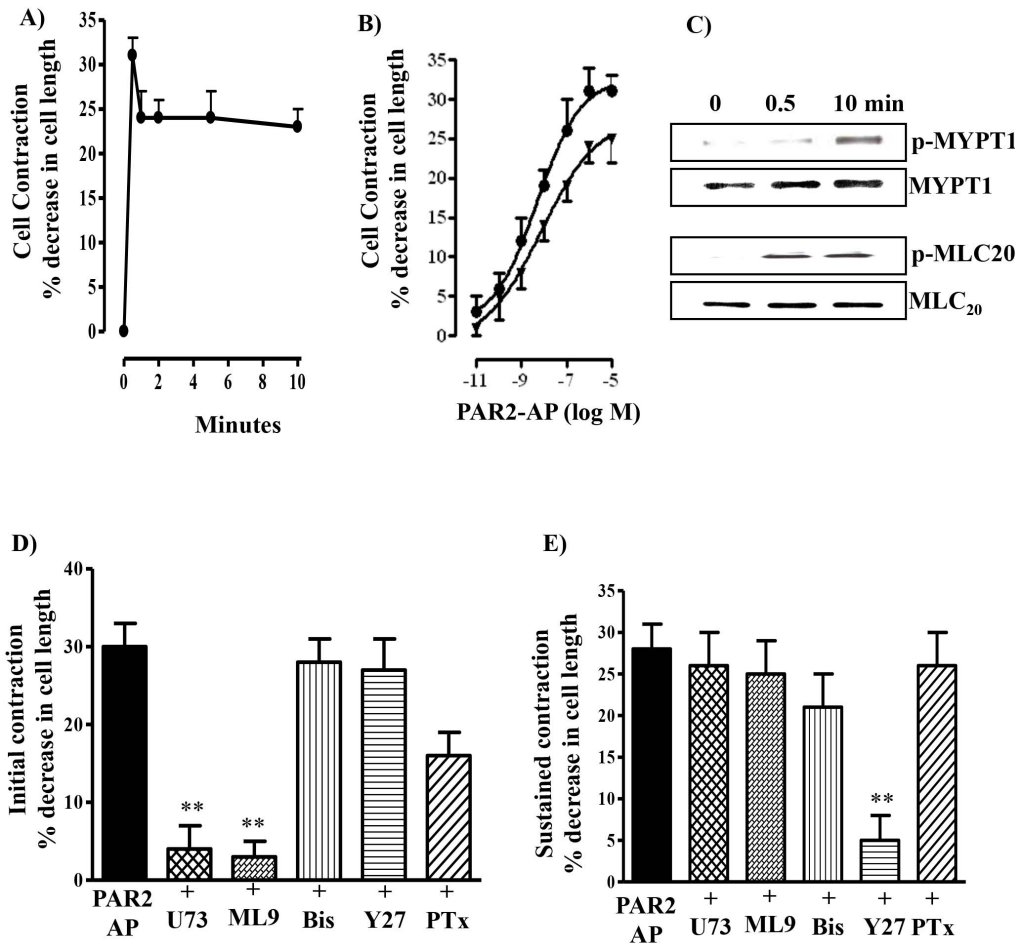 A)
Cell Contraction
% decrease in cell length
35
30
25
20
15
10
5
0
0 2 4 6 8 10
Minutes
B)
Cell Contraction
% decrease in cell length
35
30
25
20
15
10
5
0
-11 -9 -7 -5
PAR2-AP (log M)
C)
0 0.5 10 min
p-MYPT1
MYPT1
p-MLC20
MLC₂₀
D)
Initial contraction
% decrease in cell length
40
30
20
10
0
** **
PAR2 AP
+ U73
+ ML9
+ Bis
+ Y27
+ PTx
E)
Sustained contraction
% decrease in cell length
35
30
25
20
15
10
5
0
**
PAR2 AP
+ U73
+ ML9
+ Bis
+ Y27
+ PTx